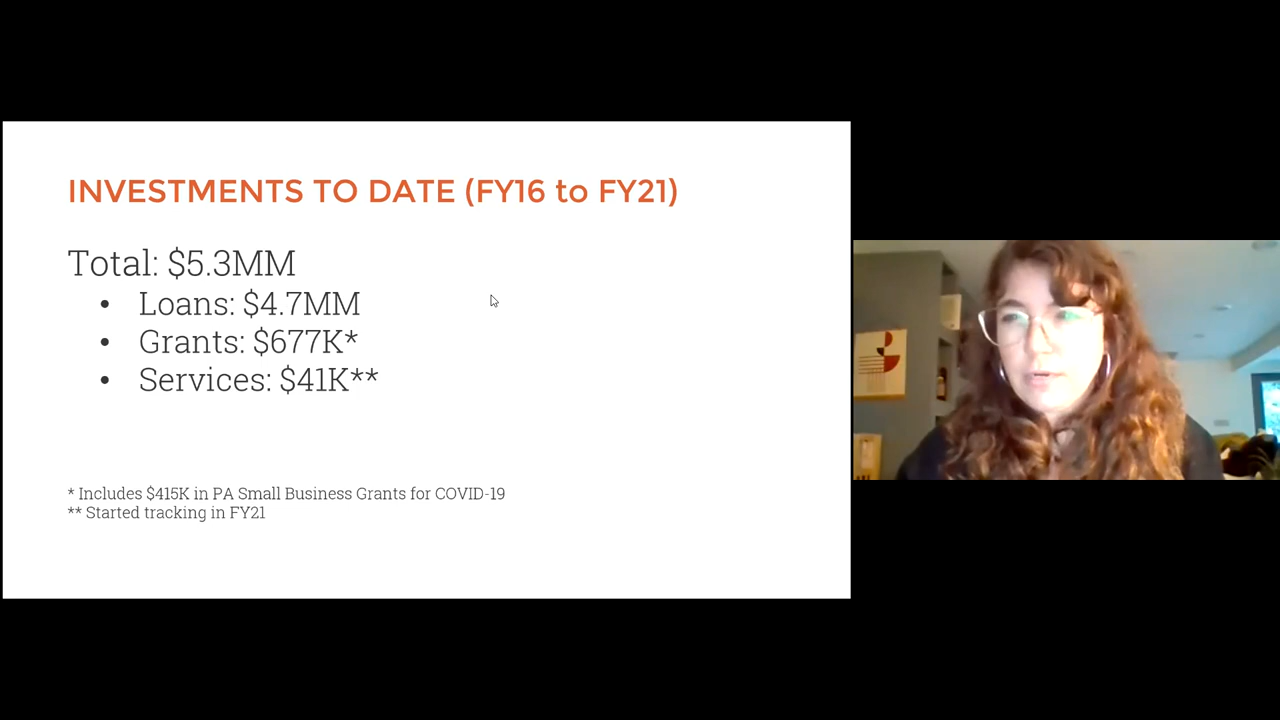 INVESTMENTS TO DATE (FY16 to FY21)
Total: $5.3MM
• Loans: $4.7MM
• Grants: $677K*
• Services: $41K**
* Includes $415K in PA Small Business Grants for COVID-19
** Started tracking in FY21